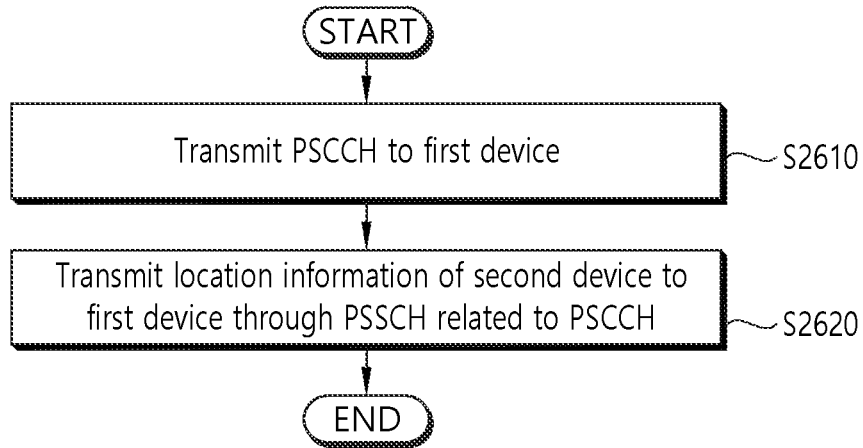 START
Transmit PSCCH to first device
S2610
Transmit location information of second device to
first device through PSSCH related to PSCCH
S2620
END